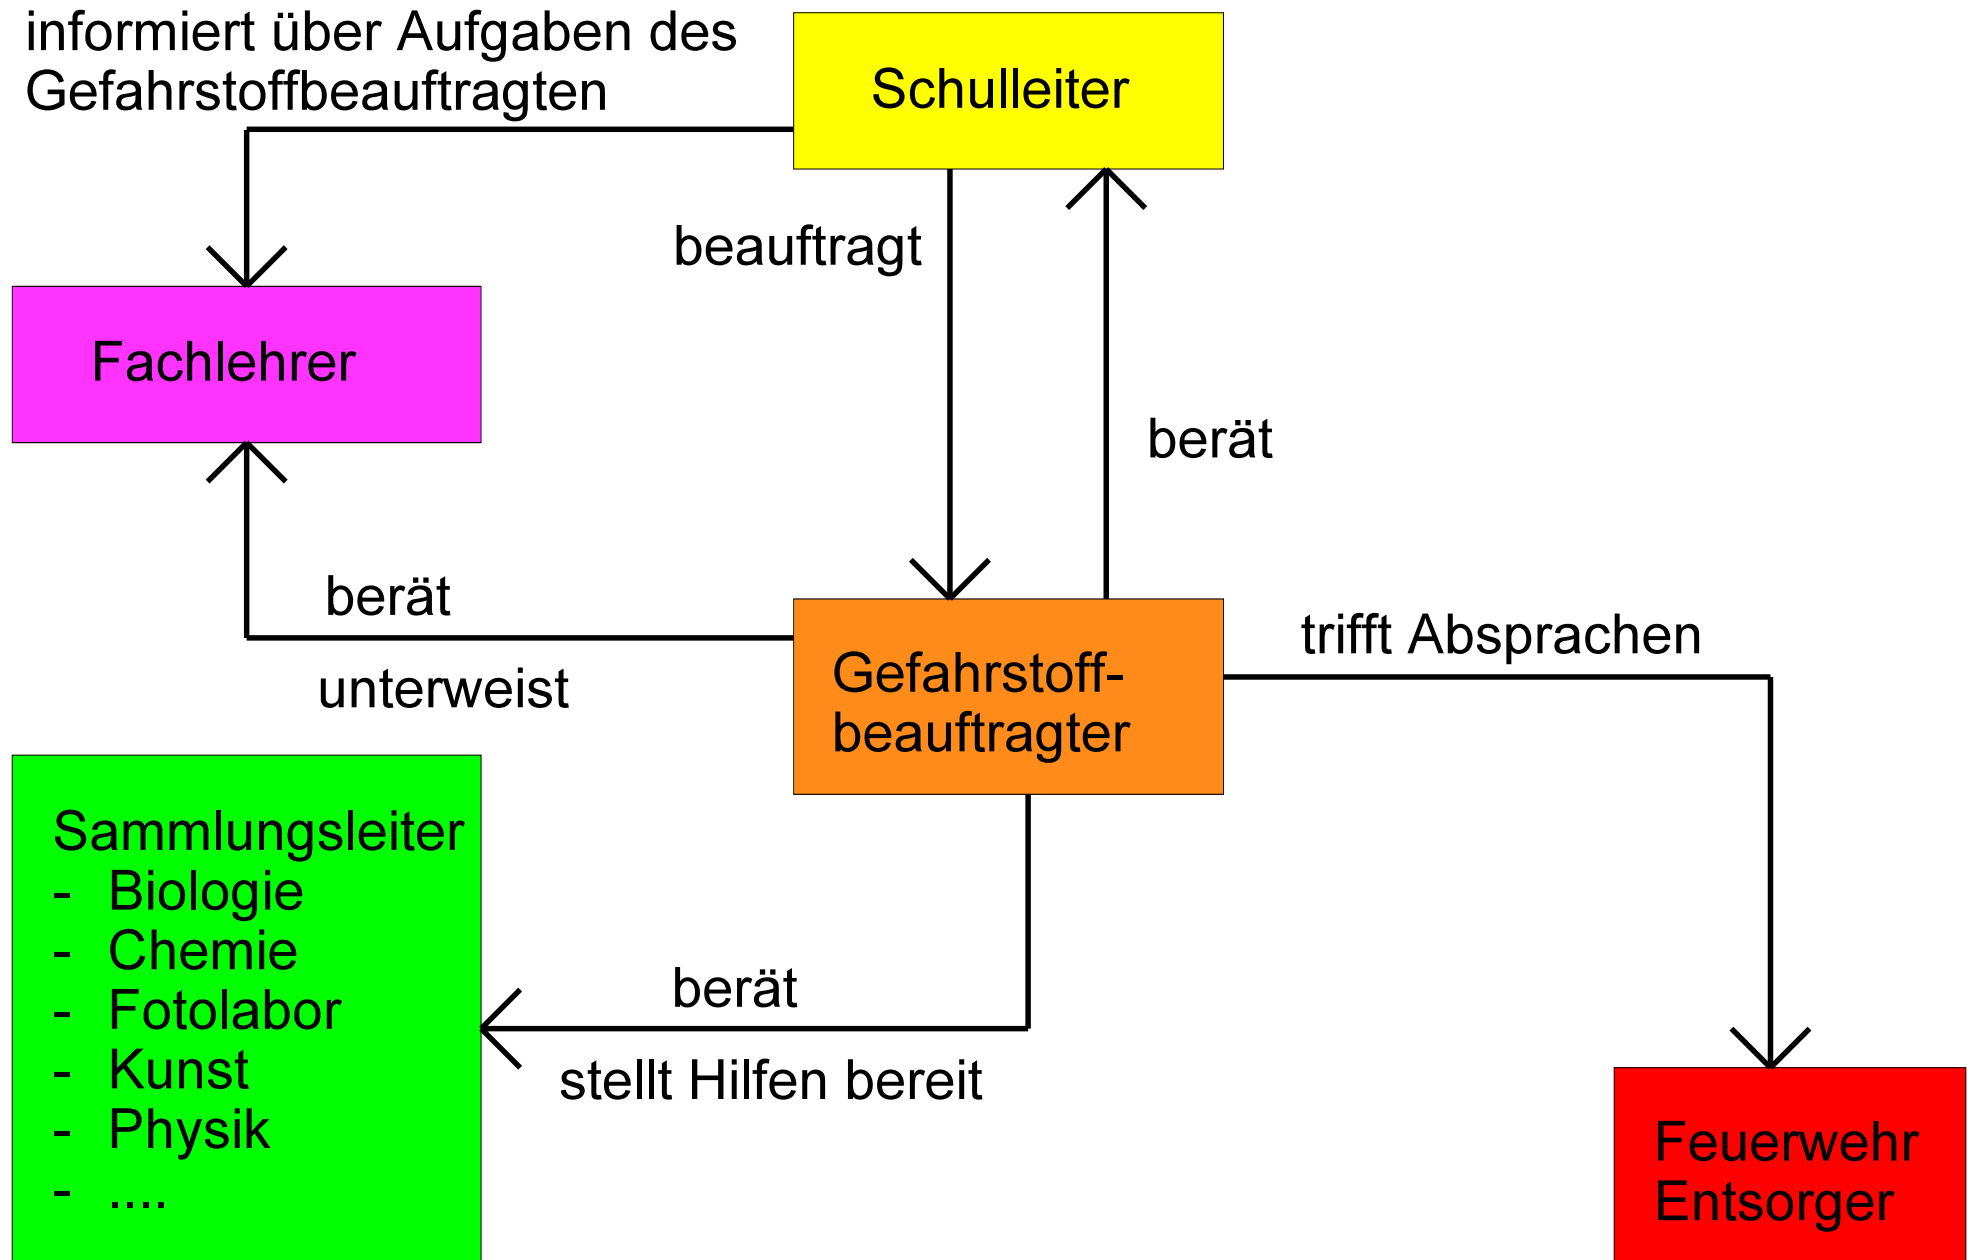 informiert über Aufgaben des
Gefahrstoffbeauftragten
Schulleiter
beauftragt
Fachlehrer
berät
berät
unterweist
Gefahrstoff-
beauftragter
trifft Absprachen
Sammlungsleiter
- Biologie
- Chemie
- Fotolabor
- Kunst
- Physik
- ....
berät
stellt Hilfen bereit
Feuerwehr
Entsorger